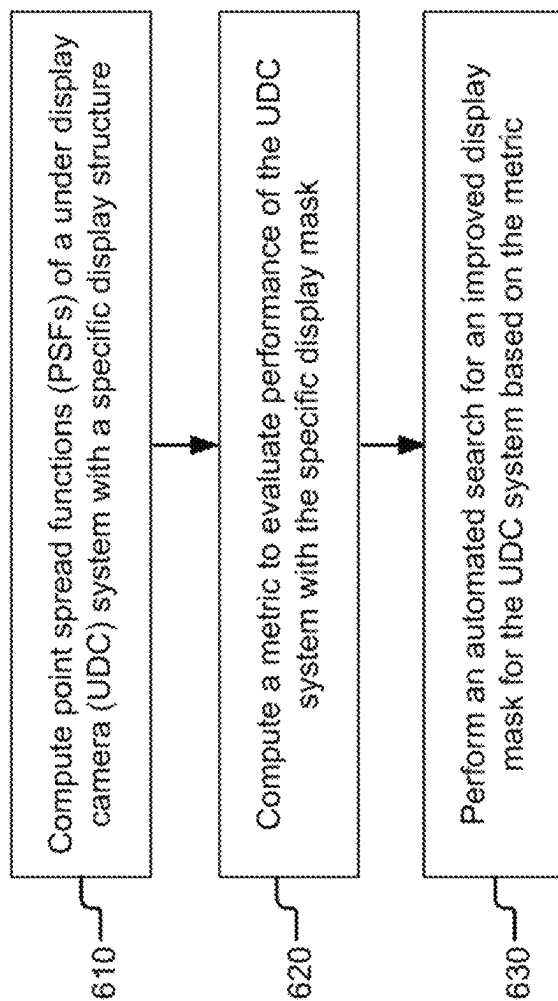 610
Compute point spread functions (PSFs) of a under display
camera (UDC) system with a specific display structure
620
Compute a metric to evaluate performance of the UDC
system with the specific display mask
630
Perform an automated search for an improved display
mask for the UDC system based on the metric